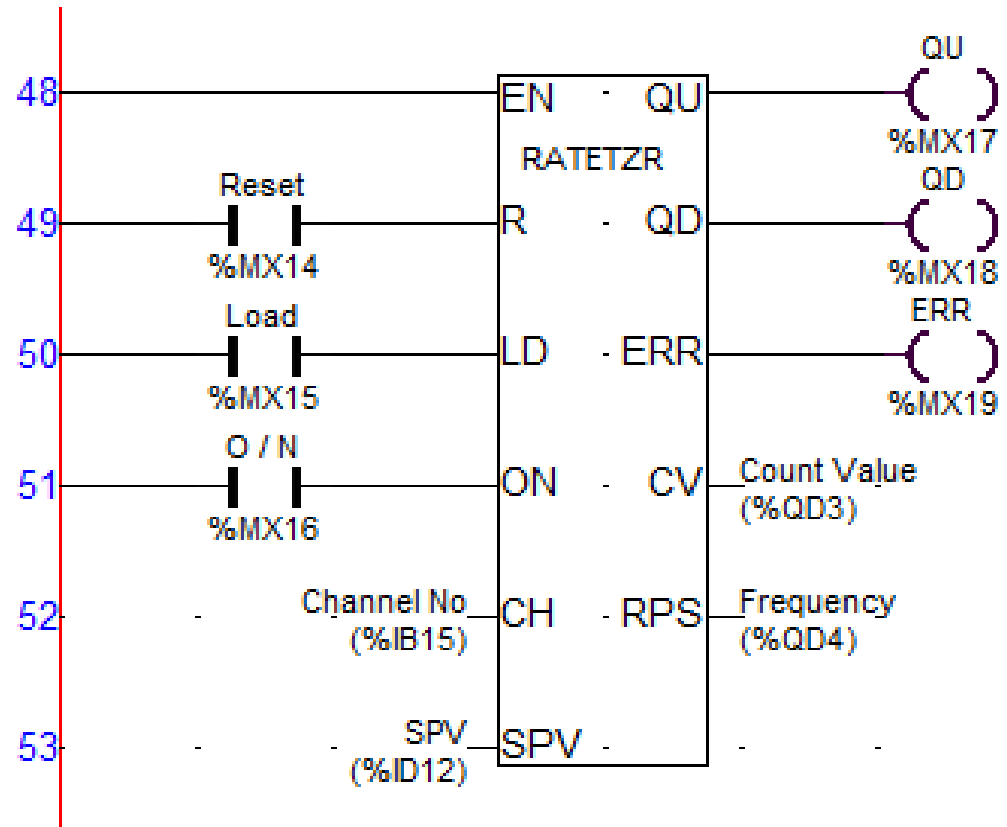 QU
48 EN QU
%MX17
RATETZR
Reset QD
49 R QD
%MX14 %MX18
Load ERR
50 LD ERR
%MX15 %MX19
O / N
51 ON CV Count Value
%MX16 (%QD3)
Channel No
52 CH RPS Frequency
(%IB15) (%QD4)
SPV
53 SPV
(%ID12)